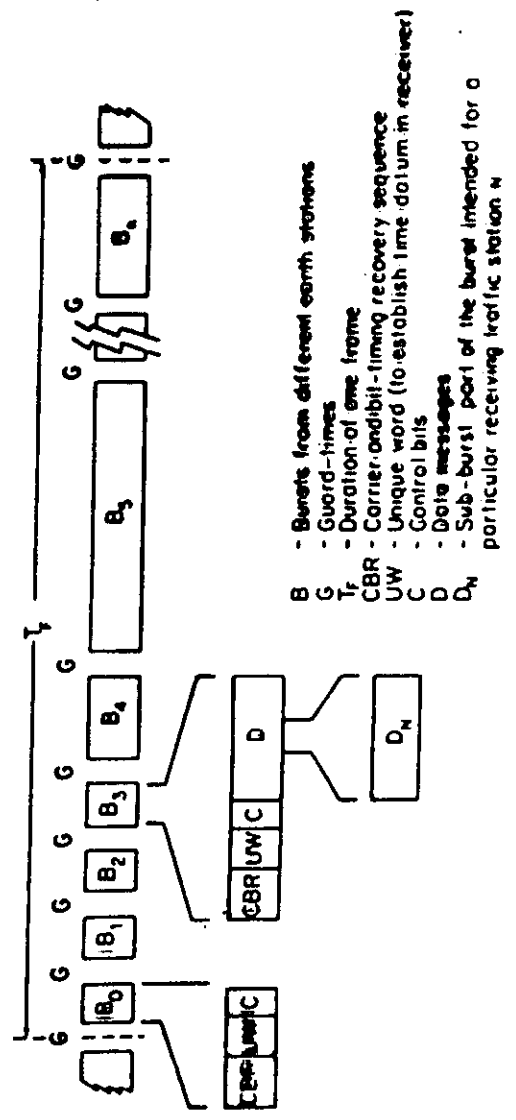 T_F
G G G G G G G G G
B_0 B_1 B_2 B_3 B_4 B_5 B_n
C
CBR UW C D
D_N
B - Bursts from different earth stations
G - Guard-times
T_F - Duration of one frame
CBR - Carrier and bit-timing recovery sequence
UW - Unique word (to establish time datum in receiver)
C - Control bits
D - Data messages
D_N - Sub-burst part of the burst intended for a
particular receiving traffic station N